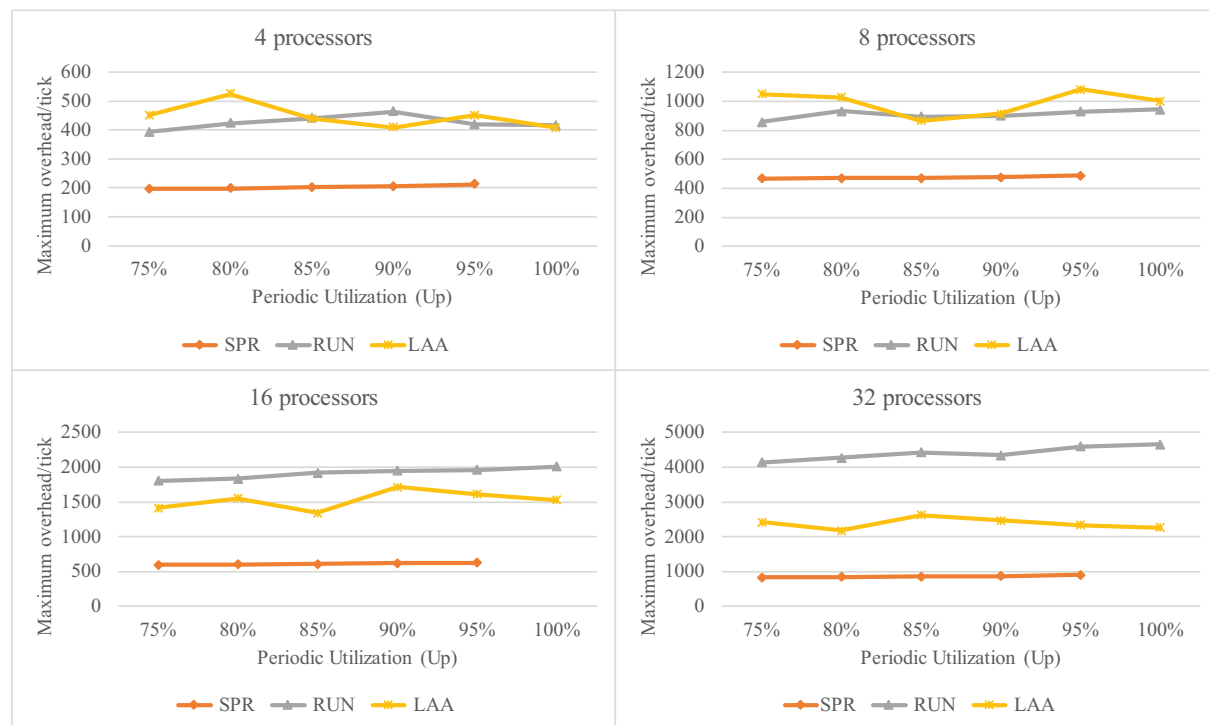 4 processors
Maximum overhead/tick
600
500
400
300
200
100
0
75% 80% 85% 90% 95% 100%
Periodic Utilization (Up)
SPR RUN LAA
8 processors
Maximum overhead/tick
1200
1000
800
600
400
200
0
75% 80% 85% 90% 95% 100%
Periodic Utilization (Up)
SPR RUN LAA
16 processors
Maximum overhead/tick
2500
2000
1500
1000
500
0
75% 80% 85% 90% 95% 100%
Periodic Utilization (Up)
SPR RUN LAA
32 processors
Maximum overhead/tick
5000
4000
3000
2000
1000
0
75% 80% 85% 90% 95% 100%
Periodic Utilization (Up)
SPR RUN LAA